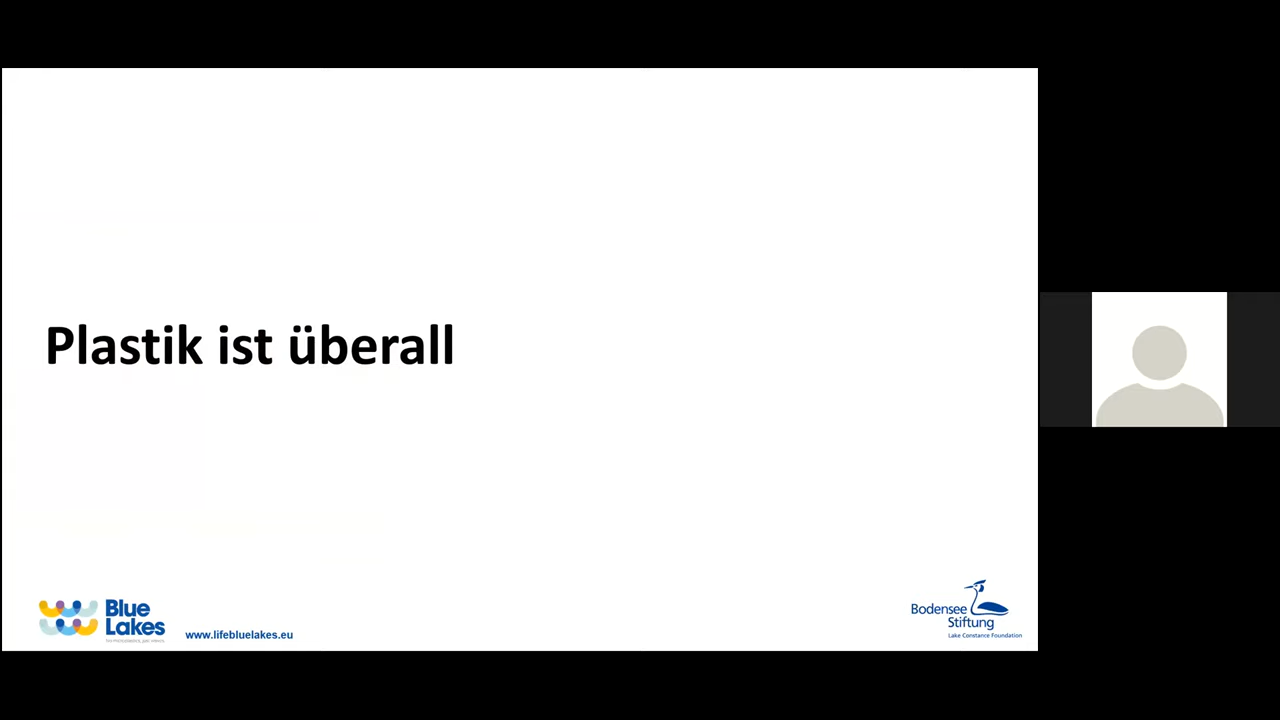 Plastik ist überall
Blue
Lakes
www.lifebluelakes.eu
Bodensee
Stiftung
Lake Constance Foundation